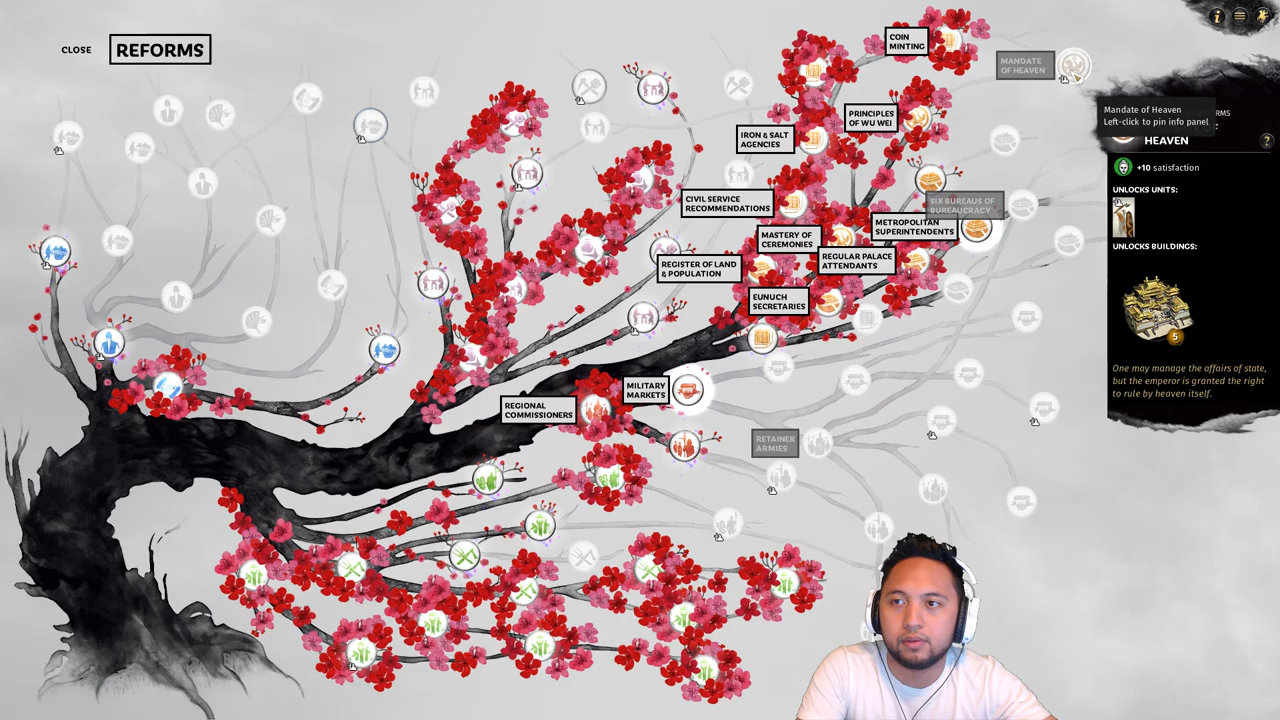 CLOSE
REFORMS
COIN
MINTING
MANDATE
OF HEAVEN
Mandate of Heaven
Left-click to pin info panel
RMS
:
HEAVEN
?
+10 satisfaction
UNLOCKS UNITS:
UNLOCKS BUILDINGS:
5
One may manage the affairs of state,
but the emperor is granted the right
to rule by heaven itself.
PRINCIPLES
OF WU WEI
IRON & SALT
AGENCIES
CIVIL SERVICE
RECOMMENDATIONS
SIX BUREAUS OF
BUREAUCRACY
METROPOLITAN
SUPERINTENDENTS
MASTERY OF
CEREMONIES
REGULAR PALACE
ATTENDANTS
REGISTER OF LAND
& POPULATION
EUNUCH
SECRETARIES
MILITARY
MARKETS
REGIONAL
COMMISSIONERS
RETAINER
ARMIES